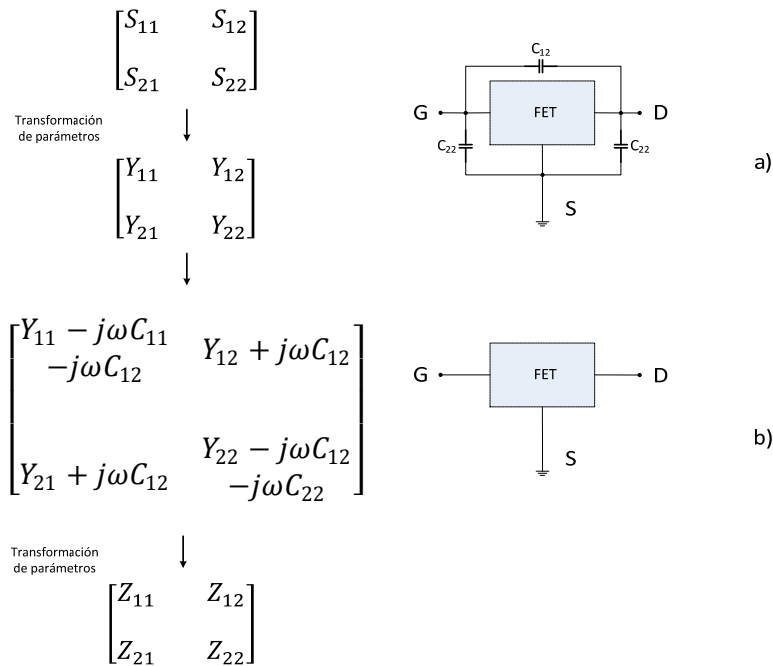 S11 S12
S21 S22
Transformación
de parámetros
Y11 Y12
Y21 Y22
Y11 − jωC11
−jωC12
Y12 + jωC12
Y21 + jωC12
Y22 − jωC12
−jωC22
Transformación
de parámetros
Z11 Z12
Z21 Z22
C12
G FET D
C22 C22
S
a)
G FET D
S
b)